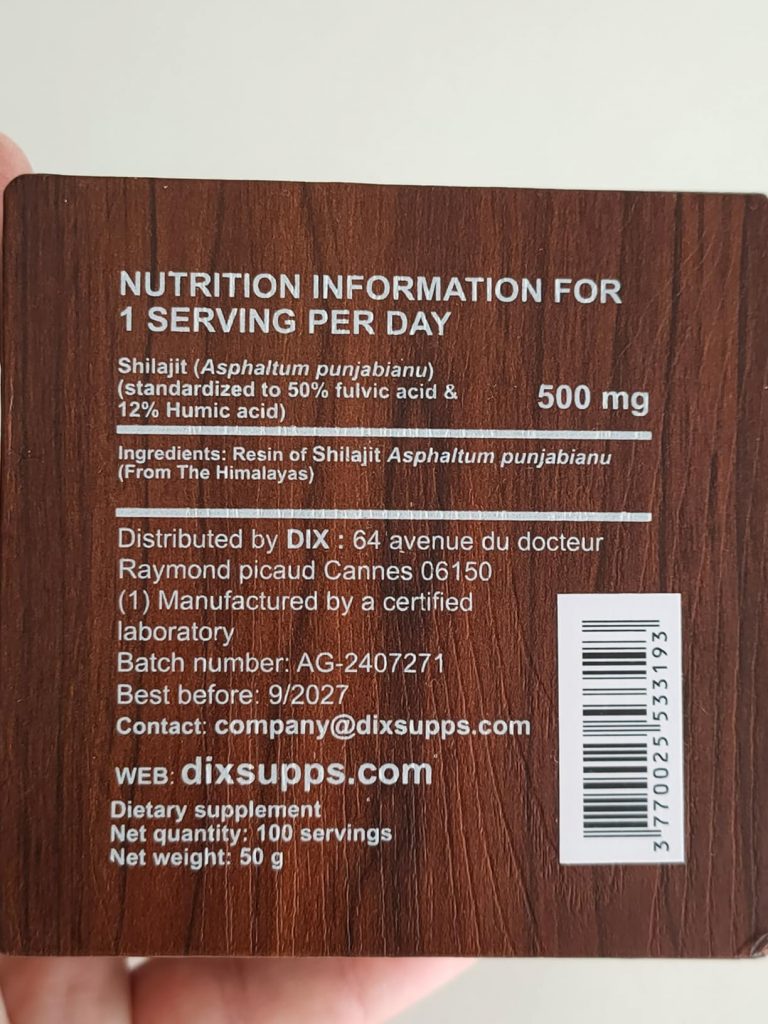 NUTRITION INFORMATION FOR
1 SERVING PER DAY
Shilajit (Asphaltum punjabianu)
(standardized to 50% fulvic acid &
12% Humic acid)
500 mg
Ingredients: Resin of Shilajit Asphaltum punjabianu
(From The Himalayas)
Distributed by DIX : 64 avenue du docteur
Raymond picaud Cannes 06150
(1) Manufactured by a certified
laboratory
Batch number: AG-2407271
Best before: 9/2027
Contact: company@dixsupps.com
WEB: dixsupps.com
Dietary supplement
Net quantity: 100 servings
Net weight: 50 g
3 770025 533193